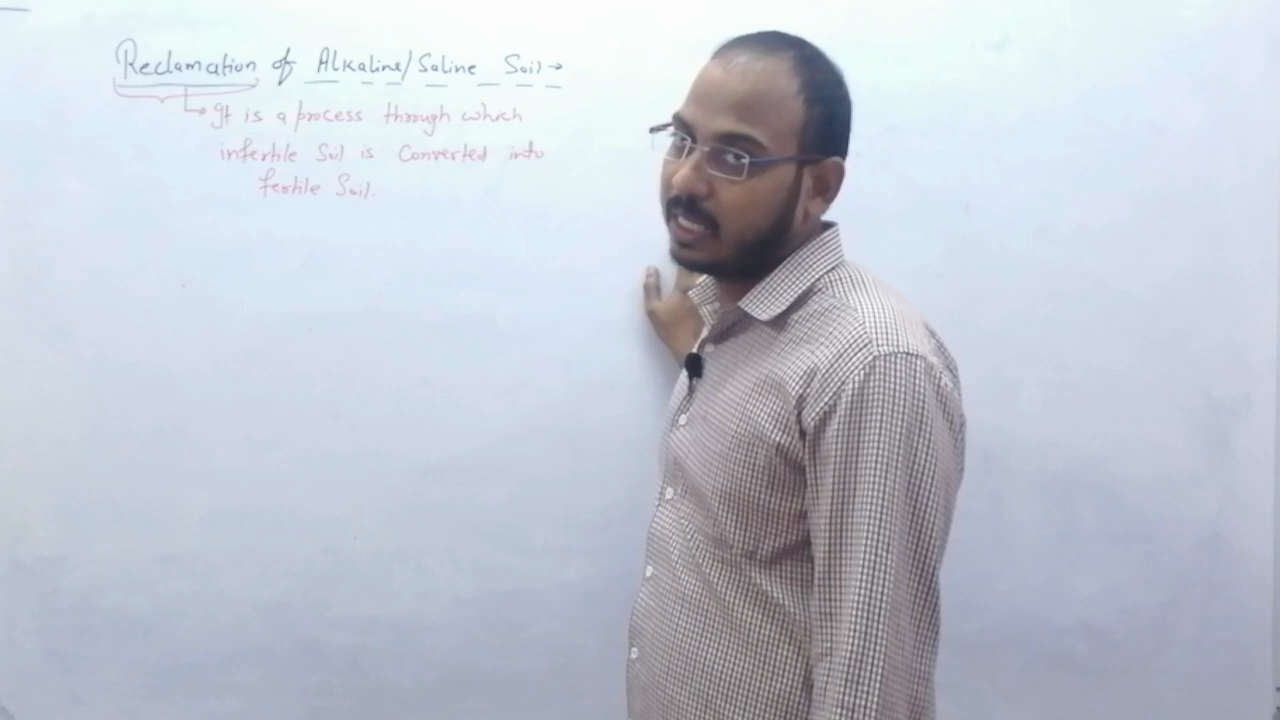 Reclamation of Alkaline/Saline Soil →
It is a process through which
infertile Soil is Converted into
fertile Soil.